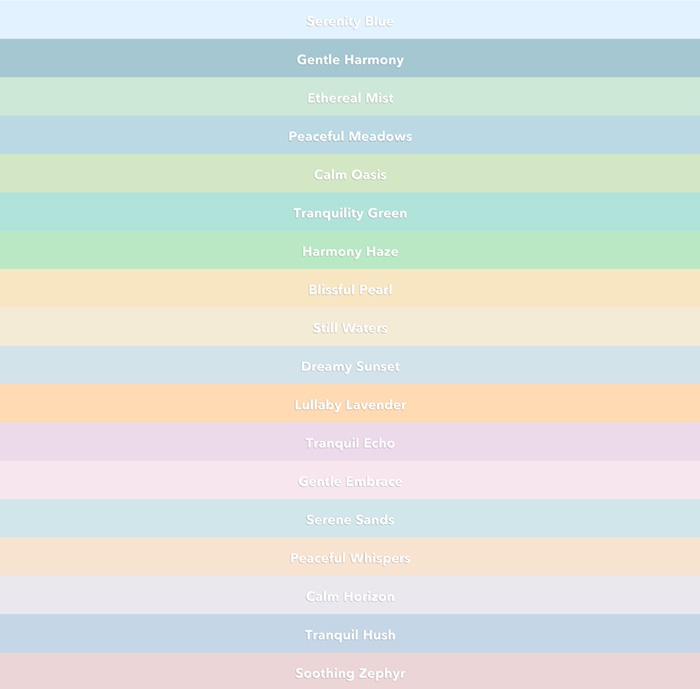 Serenity Blue
Gentle Harmony
Ethereal Mist
Peaceful Meadows
Calm Oasis
Tranquility Green
Harmony Haze
Blissful Pearl
Still Waters
Dreamy Sunset
Lullaby Lavender
Tranquil Echo
Gentle Embrace
Serene Sands
Peaceful Whispers
Calm Horizon
Tranquil Hush
Soothing Zephyr